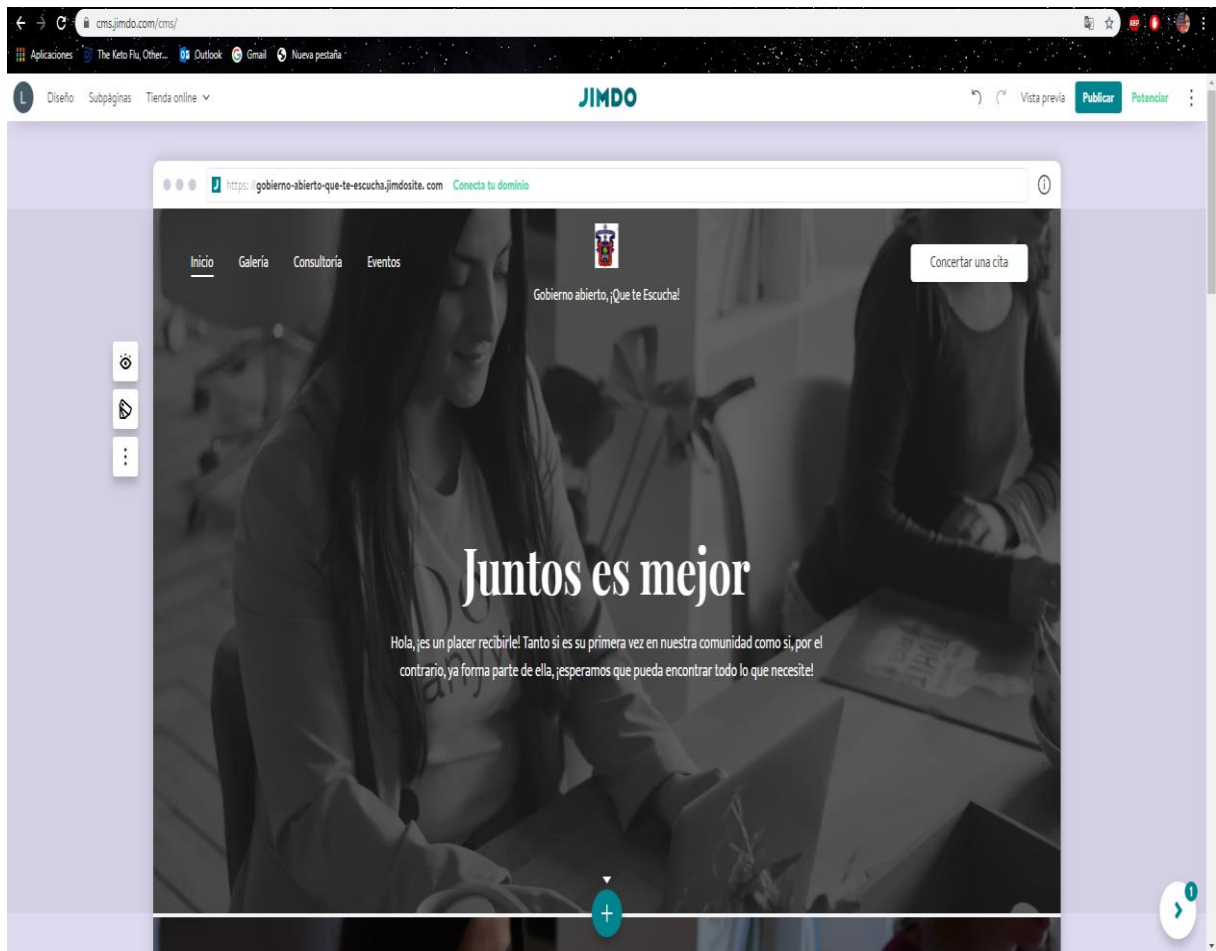 cms.jimdo.com/cms/
Aplicaciones The Keto Flu, Other... Outlook Gmail Nueva pestaña
L Diseño Subpáginas Tienda online JIMDO Vista previa Publicar Potenciar
https://gobierno-abierto-que-te-escucha.jimdosite.com Conecta tu dominio
Inicio Galería Consultoría Eventos Concertar una cita
Gobierno abierto, ¡Que te Escucha!
Juntos es mejor
Hola, ¡es un placer recibirle! Tanto si es su primera vez en nuestra comunidad como si, por el
contrario, ya forma parte de ella, ¡esperamos que pueda encontrar todo lo que necesite!
1